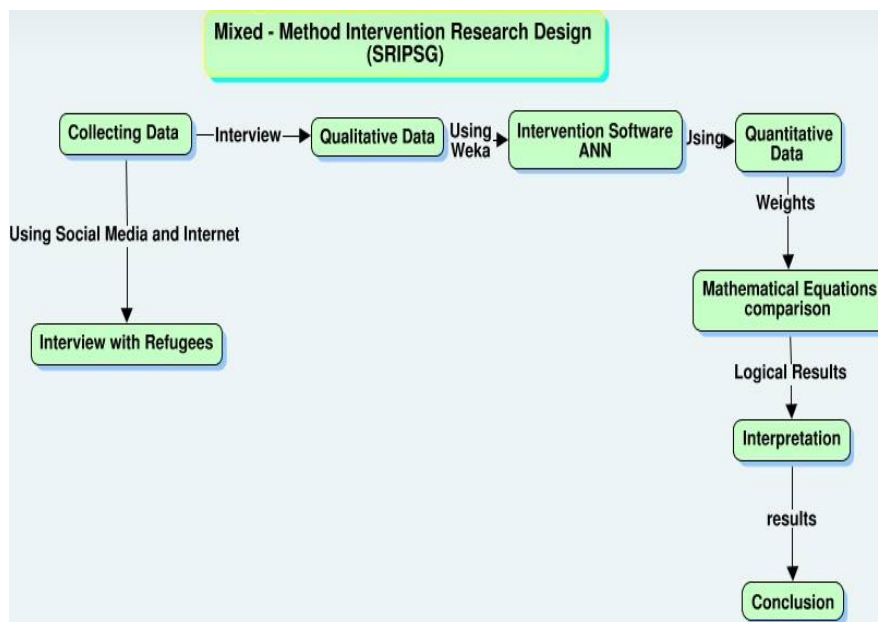 Mixed - Method Intervention Research Design
(SRIPSG)
Collecting Data
Interview
Qualitative Data
Using
Weka
Intervention Software
ANN
Using
Quantitative
Data
Weights
Using Social Media and Internet
Mathematical Equations
comparison
Interview with Refugees
Logical Results
Interpretation
results
Conclusion